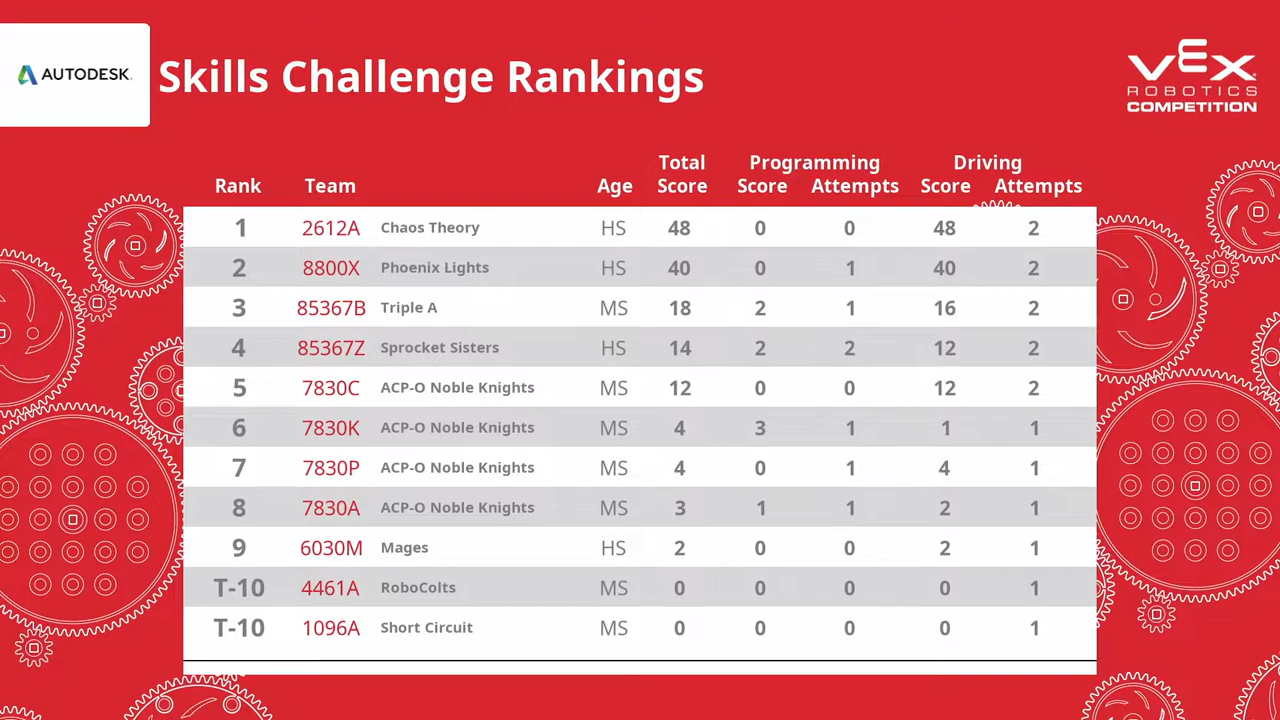 AUTODESK. Skills Challenge Rankings
VEX
ROBOTICS
COMPETITION
Total Programming Driving
Rank Team Age Score Score Attempts Score Attempts
1 2612A Chaos Theory HS 48 0 0 48 2
2 8800X Phoenix Lights HS 40 0 1 40 2
3 85367B Triple A MS 18 2 1 16 2
4 85367Z Sprocket Sisters HS 14 2 2 12 2
5 7830C ACP-O Noble Knights MS 12 0 0 12 2
6 7830K ACP-O Noble Knights MS 4 3 1 1 1
7 7830P ACP-O Noble Knights MS 4 0 1 4 1
8 7830A ACP-O Noble Knights MS 3 1 1 2 1
9 6030M Mages HS 2 0 0 2 1
T-10 4461A RoboColts MS 0 0 0 0 1
T-10 1096A Short Circuit MS 0 0 0 0 1